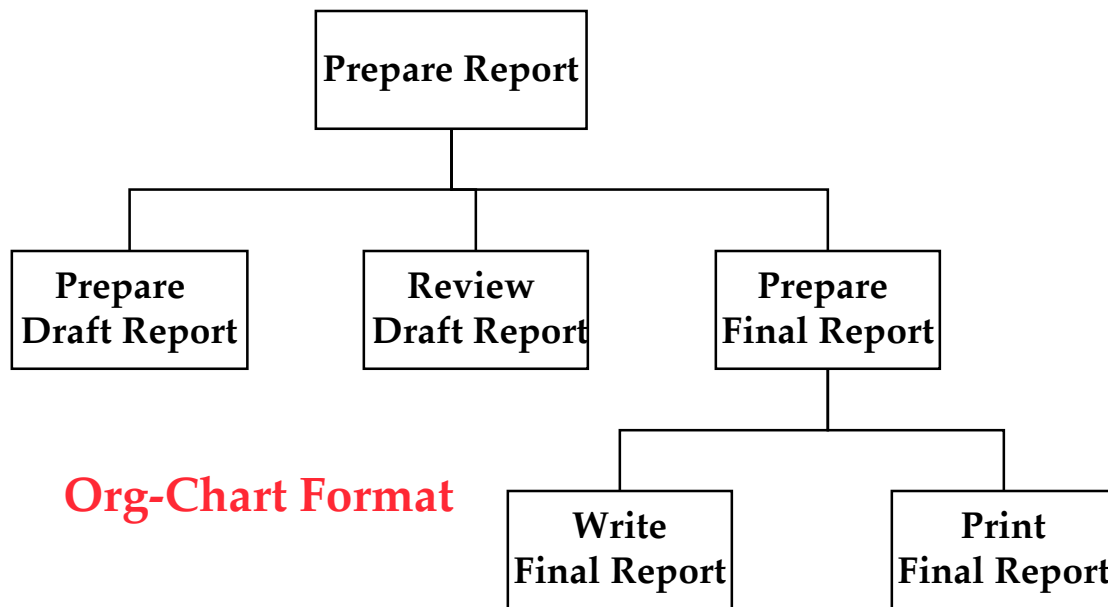 Prepare Report
Prepare
Draft Report
Review
Draft Report
Prepare
Final Report
Org-Chart Format
Write
Final Report
Print
Final Report